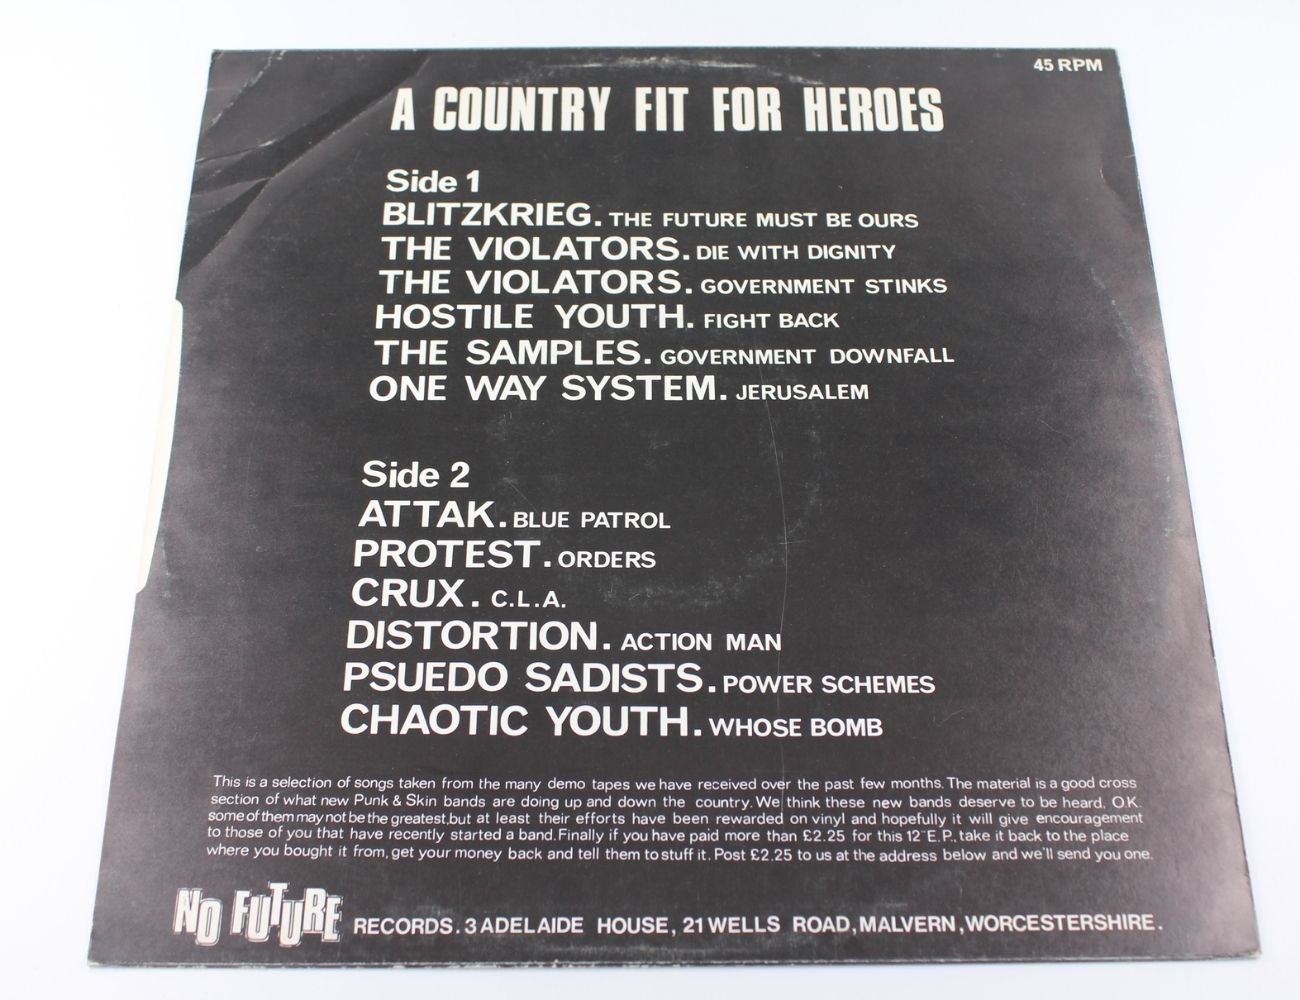 45 RPM
A COUNTRY FIT FOR HEROES
Side 1
BLITZKRIEG. THE FUTURE MUST BE OURS
THE VIOLATORS. DIE WITH DIGNITY
THE VIOLATORS. GOVERNMENT STINKS
HOSTILE YOUTH. FIGHT BACK
THE SAMPLES. GOVERNMENT DOWNFALL
ONE WAY SYSTEM. JERUSALEM
Side 2
ATTAK. BLUE PATROL
PROTEST. ORDERS
CRUX. C.L.A.
DISTORTION. ACTION MAN
PSUEDO SADISTS. POWER SCHEMES
CHAOTIC YOUTH. WHOSE BOMB
This is a selection of songs taken from the many demo tapes we have received over the past few months. The material is a good cross
section of what new Punk & Skin bands are doing up and down the country. We think these new bands deserve to be heard, O.K.
some of them may not be the greatest,but at least their efforts have been rewarded on vinyl and hopefully it will give encouragement
to those of you that have recently started a band. Finally if you have paid more than £2.25 for this 12" E.P., take it back to the place
where you bought it from, get your money back and tell them to stuff it. Post £2.25 to us at the address below and we'll send you one.
NO FUTURE RECORDS. 3 ADELAIDE HOUSE, 21 WELLS ROAD, MALVERN, WORCESTERSHIRE.